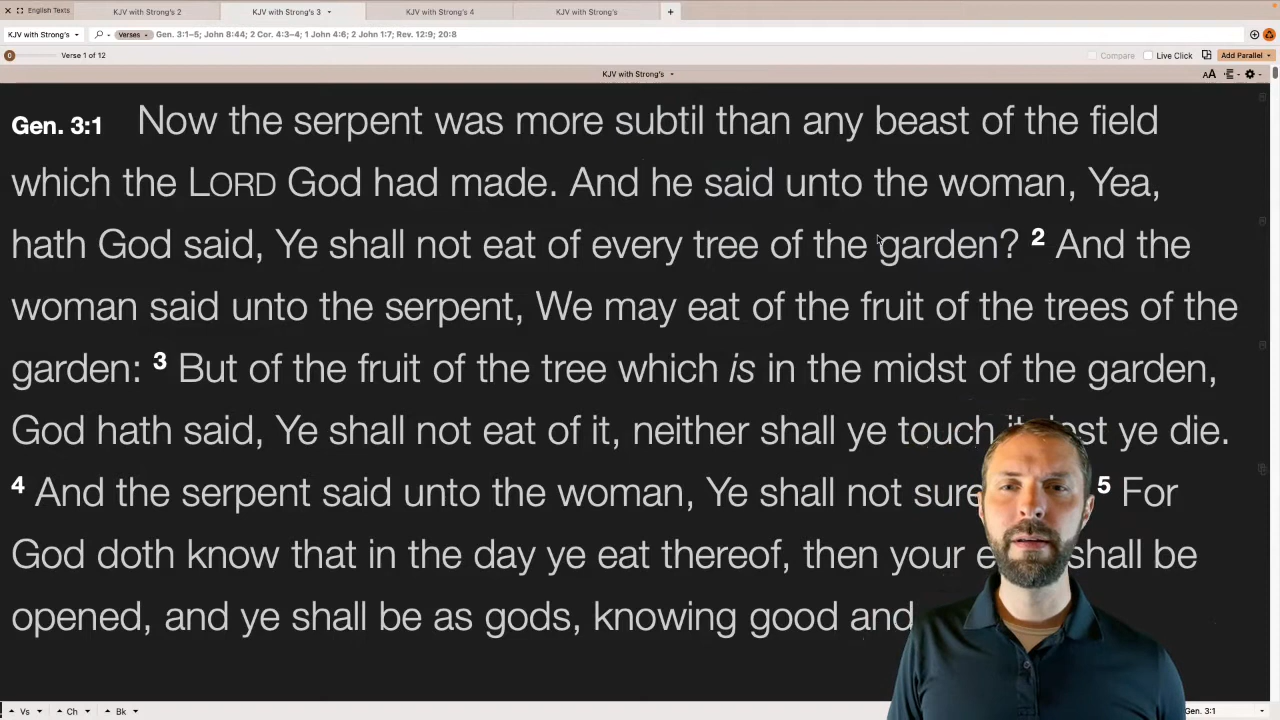 English Texts
KJV with Strong's 2
KJV with Strong's 3
KJV with Strong's 4
KJV with Strong's
+
KJV with Strong's
Verses
Gen. 3:1–5; John 8:44; 2 Cor. 4:3–4; 1 John 4:6; 2 John 1:7; Rev. 12:9; 20:8
0
Verse 1 of 12
Compare
Live Click
Add Parallel
KJV with Strong's
AA
Gen. 3:1 Now the serpent was more subtil than any beast of the field
which the LORD God had made. And he said unto the woman, Yea,
hath God said, Ye shall not eat of every tree of the garden? 2 And the
woman said unto the serpent, We may eat of the fruit of the trees of the
garden: 3 But of the fruit of the tree which is in the midst of the garden,
God hath said, Ye shall not eat of it, neither shall ye touch ye die.
4 And the serpent said unto the woman, Ye shall not 5 For
God doth know that in the day ye eat thereof, then your shall be
opened, and ye shall be as gods, knowing good and
Vs
Ch
Bk
Gen. 3:1